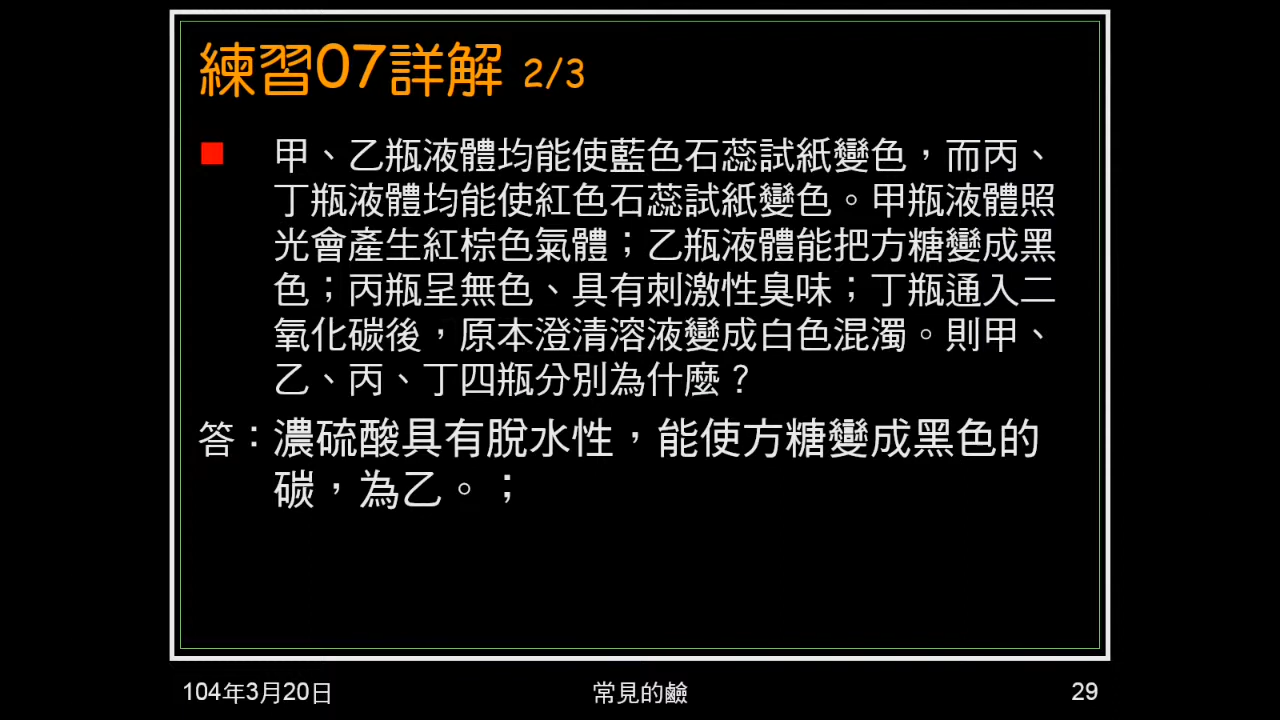 練習07詳解 2/3
甲、乙瓶液體均能使藍色石蕊試紙變色，而丙、
丁瓶液體均能使紅色石蕊試紙變色。甲瓶液體照
光會產生紅棕色氣體；乙瓶液體能把方糖變成黑
色；丙瓶呈無色、具有刺激性臭味；丁瓶通入二
氧化碳後，原本澄清溶液變成白色混濁。則甲、
乙、丙、丁四瓶分別為什麼？
答：濃硫酸具有脫水性，能使方糖變成黑色的
碳，為乙。；
104年3月20日
常見的鹼
29